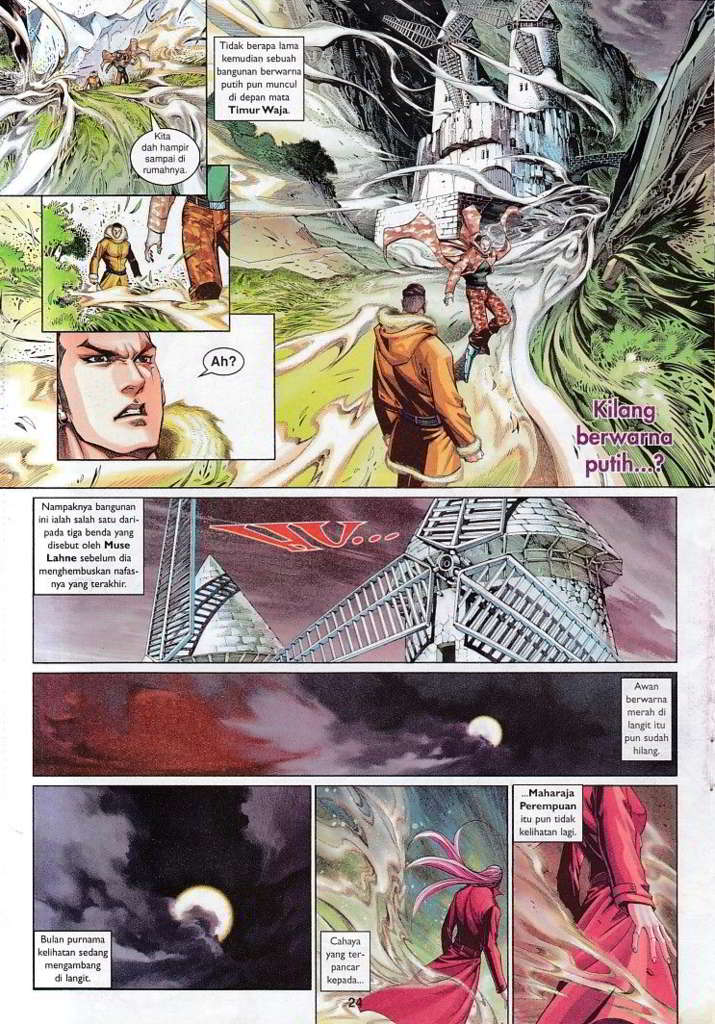 Tidak berapa lama
kemudian sebuah
bangunan berwarna
putih pun muncul
di depan mata
Timur Waja.
Kita
dah hampir
sampai di
rumahnya.
Ah?
Kilang
berwarna
putih...?
Nampaknya bangunan
ini ialah salah satu dari-
pada tiga benda yang
disebut oleh Muse
Lahne sebelum dia
menghembuskan nafas-
nya yang terakhir.
Awan
berwarna
merah di
langit itu
pun sudah
hilang.
Bulan purnama
kelihatan sedang
mengambang
di langit.
Cahaya
yang ter-
pancar
kepada...
...Maharaja
Perempuan
itu pun tidak
kelihatan lagi.
24